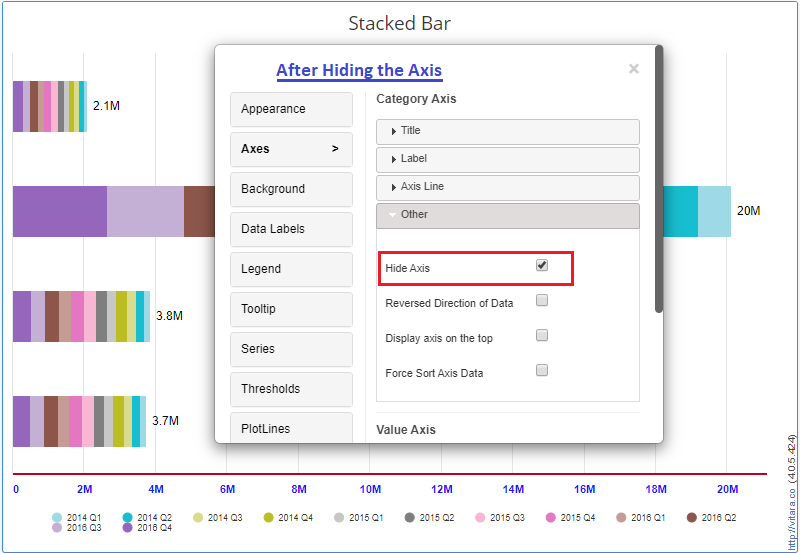 Stacked Bar
After Hiding the Axis
×
Appearance
Axes >
Background
Data Labels
Legend
Tooltip
Series
Thresholds
PlotLines
Category Axis
Title
Label
Axis Line
Other
Hide Axis
Reversed Direction of Data
Display axis on the top
Force Sort Axis Data
Value Axis
2.1M
20M
3.8M
3.7M
0 2M 4M 6M 8M 10M 12M 14M 16M 18M 20M
2014 Q1 2014 Q2 2014 Q3 2014 Q4 2015 Q1 2015 Q2 2015 Q3 2015 Q4 2016 Q1 2016 Q2
2016 Q3 2016 Q4
http://vitara.co (4.0.5.424)